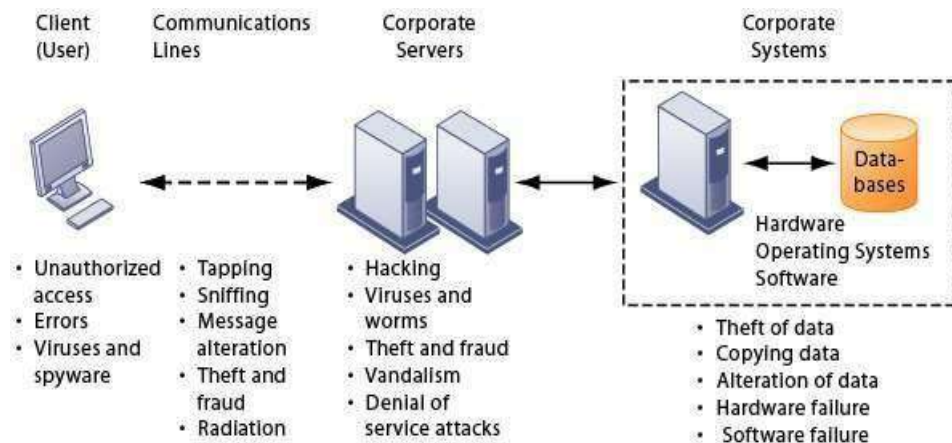 Client
(User)
Communications
Lines
Corporate
Servers
Corporate
Systems
Data-
bases
Hardware
Operating Systems
Software
• Unauthorized
access
• Errors
• Viruses and
spyware
• Tapping
• Sniffing
• Message
alteration
• Theft and
fraud
• Radiation
• Hacking
• Viruses and
worms
• Theft and fraud
• Vandalism
• Denial of
service attacks
• Theft of data
• Copying data
• Alteration of data
• Hardware failure
• Software failure